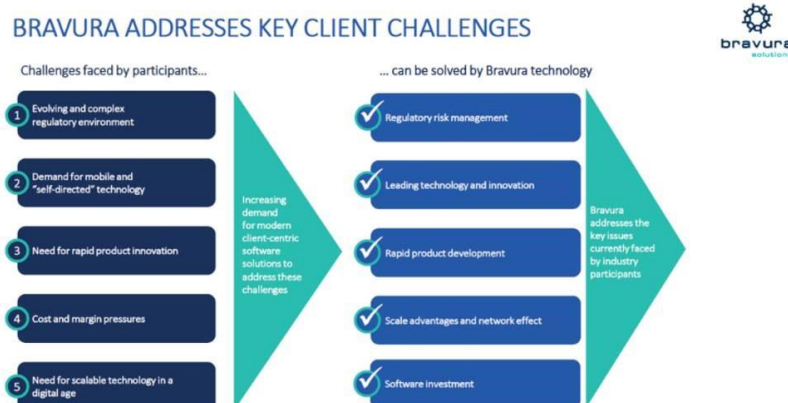 BRAVURA ADDRESSES KEY CLIENT CHALLENGES
bravura
solutions
Challenges faced by participants...
1
Evolving and complex
regulatory environment
2
Demand for mobile and
"self-directed" technology
3
Need for rapid product innovation
4
Cost and margin pressures
5
Need for scalable technology in a
digital age
Increasing
demand
for modern
client-centric
software
solutions to
address these
challenges
... can be solved by Bravura technology
Regulatory risk management
Leading technology and innovation
Rapid product development
Scale advantages and network effect
Software investment
Bravura
addresses the
key issues
currently faced
by industry
participants